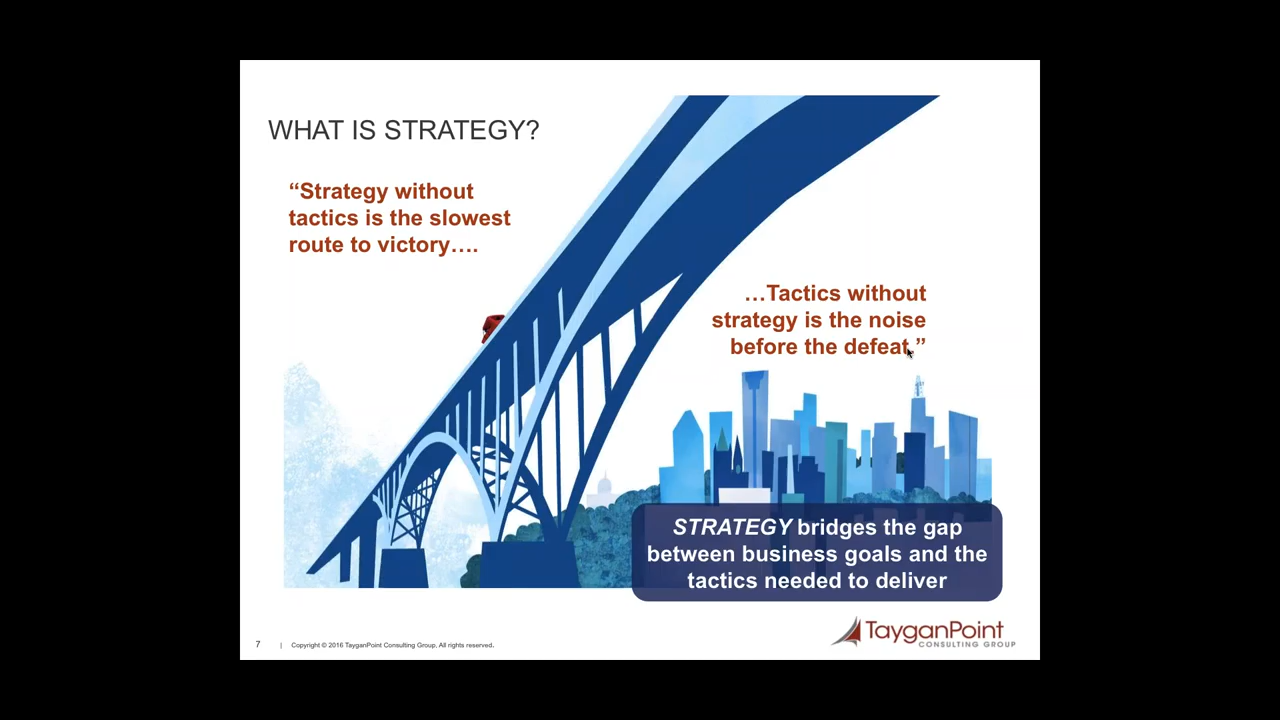 WHAT IS STRATEGY?
“Strategy without
tactics is the slowest
route to victory….
…Tactics without
strategy is the noise
before the defeat.”
STRATEGY bridges the gap
between business goals and the
tactics needed to deliver
TayganPoint
CONSULTING GROUP
7 | Copyright © 2016 TayganPoint Consulting Group, All rights reserved.